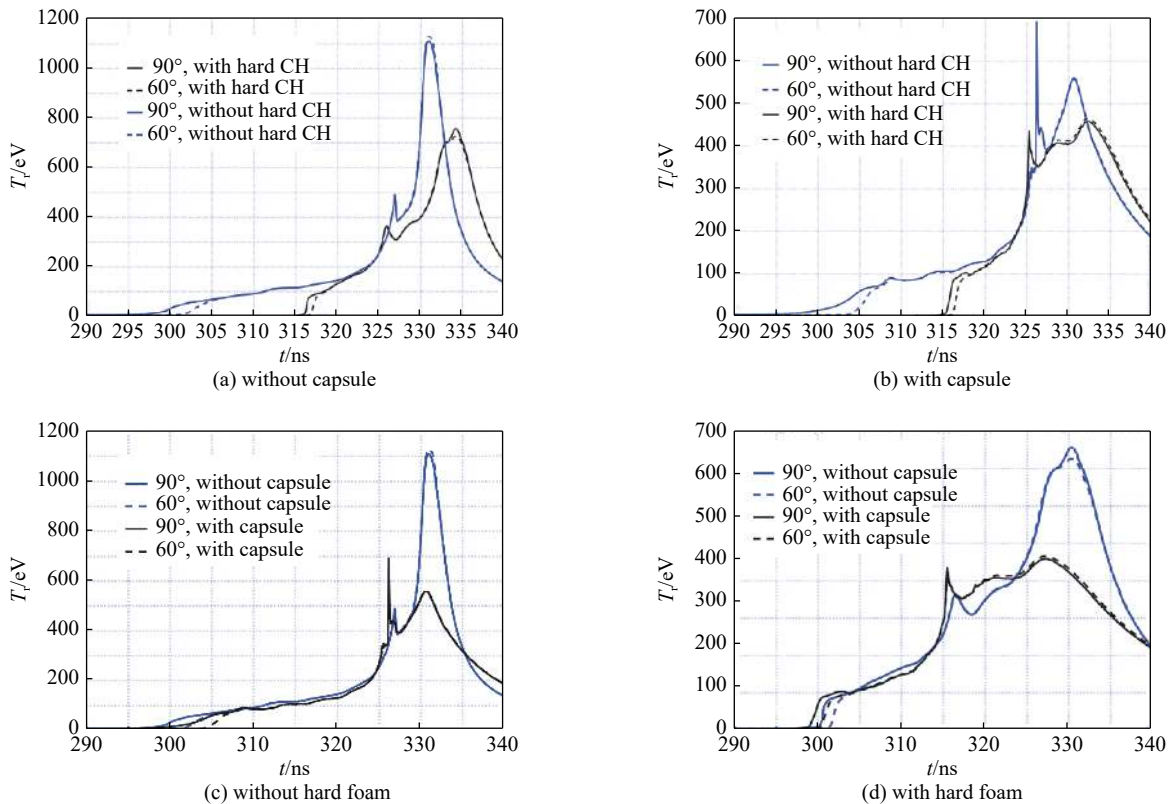 1200
1000
800
600
400
200
0
Tr/eV
90°, with hard CH
60°, with hard CH
90°, without hard CH
60°, without hard CH
290 295 300 305 310 315 320 325 330 335 340
t/ns
(a) without capsule
700
600
500
400
300
200
100
0
Tr/eV
90°, without hard CH
60°, without hard CH
90°, with hard CH
60°, with hard CH
290 295 300 305 310 315 320 325 330 335 340
t/ns
(b) with capsule
1200
1000
800
600
400
200
0
Tr/eV
90°, without capsule
60°, without capsule
90°, with capsule
60°, with capsule
290 300 310 320 330 340
t/ns
(c) without hard foam
700
600
500
400
300
200
100
0
Tr/eV
90°, without capsule
60°, without capsule
90°, with capsule
60°, with capsule
290 300 310 320 330 340
t/ns
(d) with hard foam